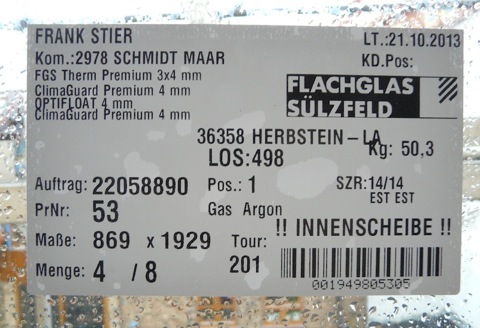 FRANK STIER LT.:21.10.2013
Kom.:2978 SCHMIDT MAAR KD.Pos:
FGS Therm Premium 3x4 mm
ClimaGuard Premium 4 mm
OPTIFLOAT 4 mm
ClimaGuard Premium 4 mm
FLACHGLAS
SÜLZFELD
36358 HERBSTEIN-LA
LOS:498 Kg: 50,3
Auftrag: 22058890 Pos.: 1 SZR:14/14
EST EST
PrNr: 53 Gas Argon
!! INNENSCHEIBE !!
Maße: 869 x 1929 Tour:
Menge: 4 / 8 201
001949805305